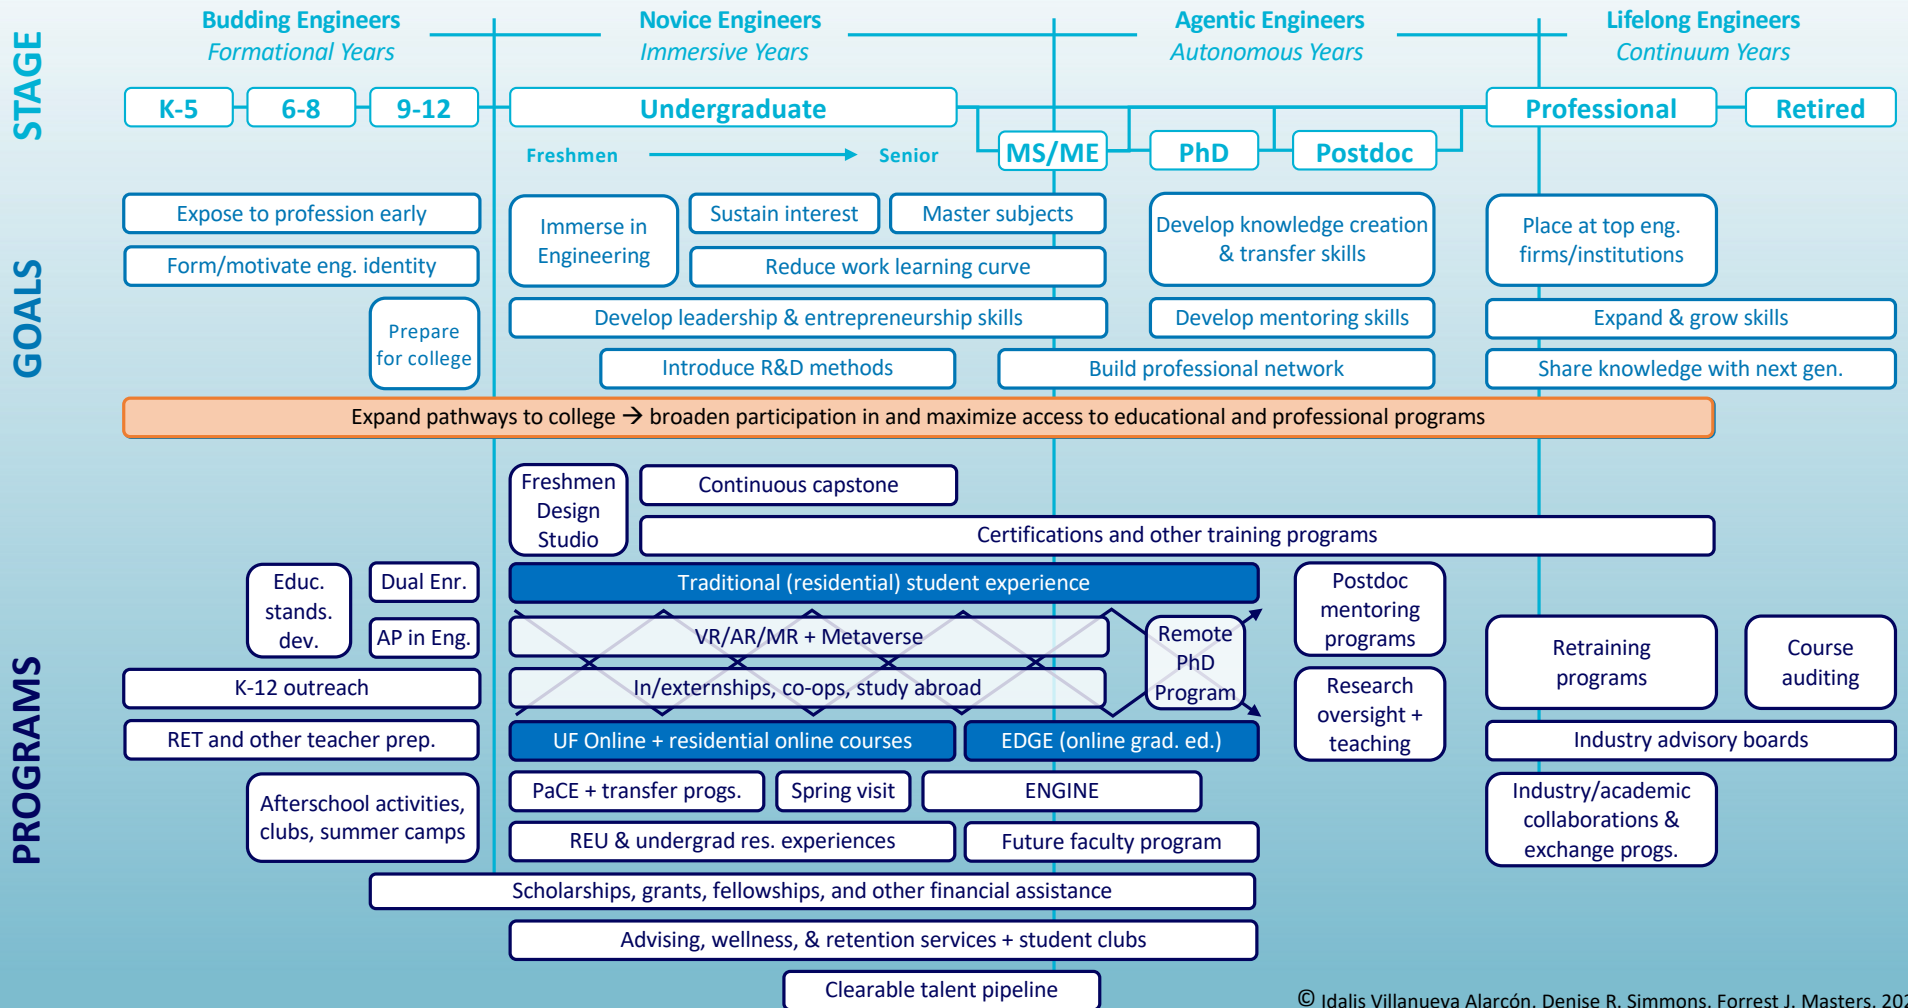 STAGE
Budding Engineers
Formational Years
Novice Engineers
Immersive Years
Agentic Engineers
Autonomous Years
Lifelong Engineers
Continuum Years
K-5
6-8
9-12
Undergraduate
Freshmen
Senior
MS/ME
PhD
Postdoc
Professional
Retired
GOALS
Expose to profession early
Form/motivate eng. identity
Prepare
for college
Immerse in
Engineering
Sustain interest
Master subjects
Reduce work learning curve
Develop leadership & entrepreneurship skills
Introduce R&D methods
Develop knowledge creation
& transfer skills
Develop mentoring skills
Build professional network
Place at top eng.
firms/institutions
Expand & grow skills
Share knowledge with next gen.
Expand pathways to college → broaden participation in and maximize access to educational and professional programs
PROGRAMS
Freshmen
Design
Studio
Continuous capstone
Certifications and other training programs
Educ.
stands.
dev.
Dual Enr.
AP in Eng.
K-12 outreach
RET and other teacher prep.
Afterschool activities,
clubs, summer camps
Traditional (residential) student experience
VR/AR/MR + Metaverse
In/externships, co-ops, study abroad
Remote
PhD
Program
UF Online + residential online courses
EDGE (online grad. ed.)
PaCE + transfer progs.
Spring visit
ENGINE
REU & undergrad res. experiences
Future faculty program
Scholarships, grants, fellowships, and other financial assistance
Advising, wellness, & retention services + student clubs
Clearable talent pipeline
Postdoc
mentoring
programs
Research
oversight +
teaching
Retraining
programs
Course
auditing
Industry advisory boards
Industry/academic
collaborations &
exchange progs.
© Idalis Villanueva Alarcón, Denise R. Simmons, Forrest J. Masters,